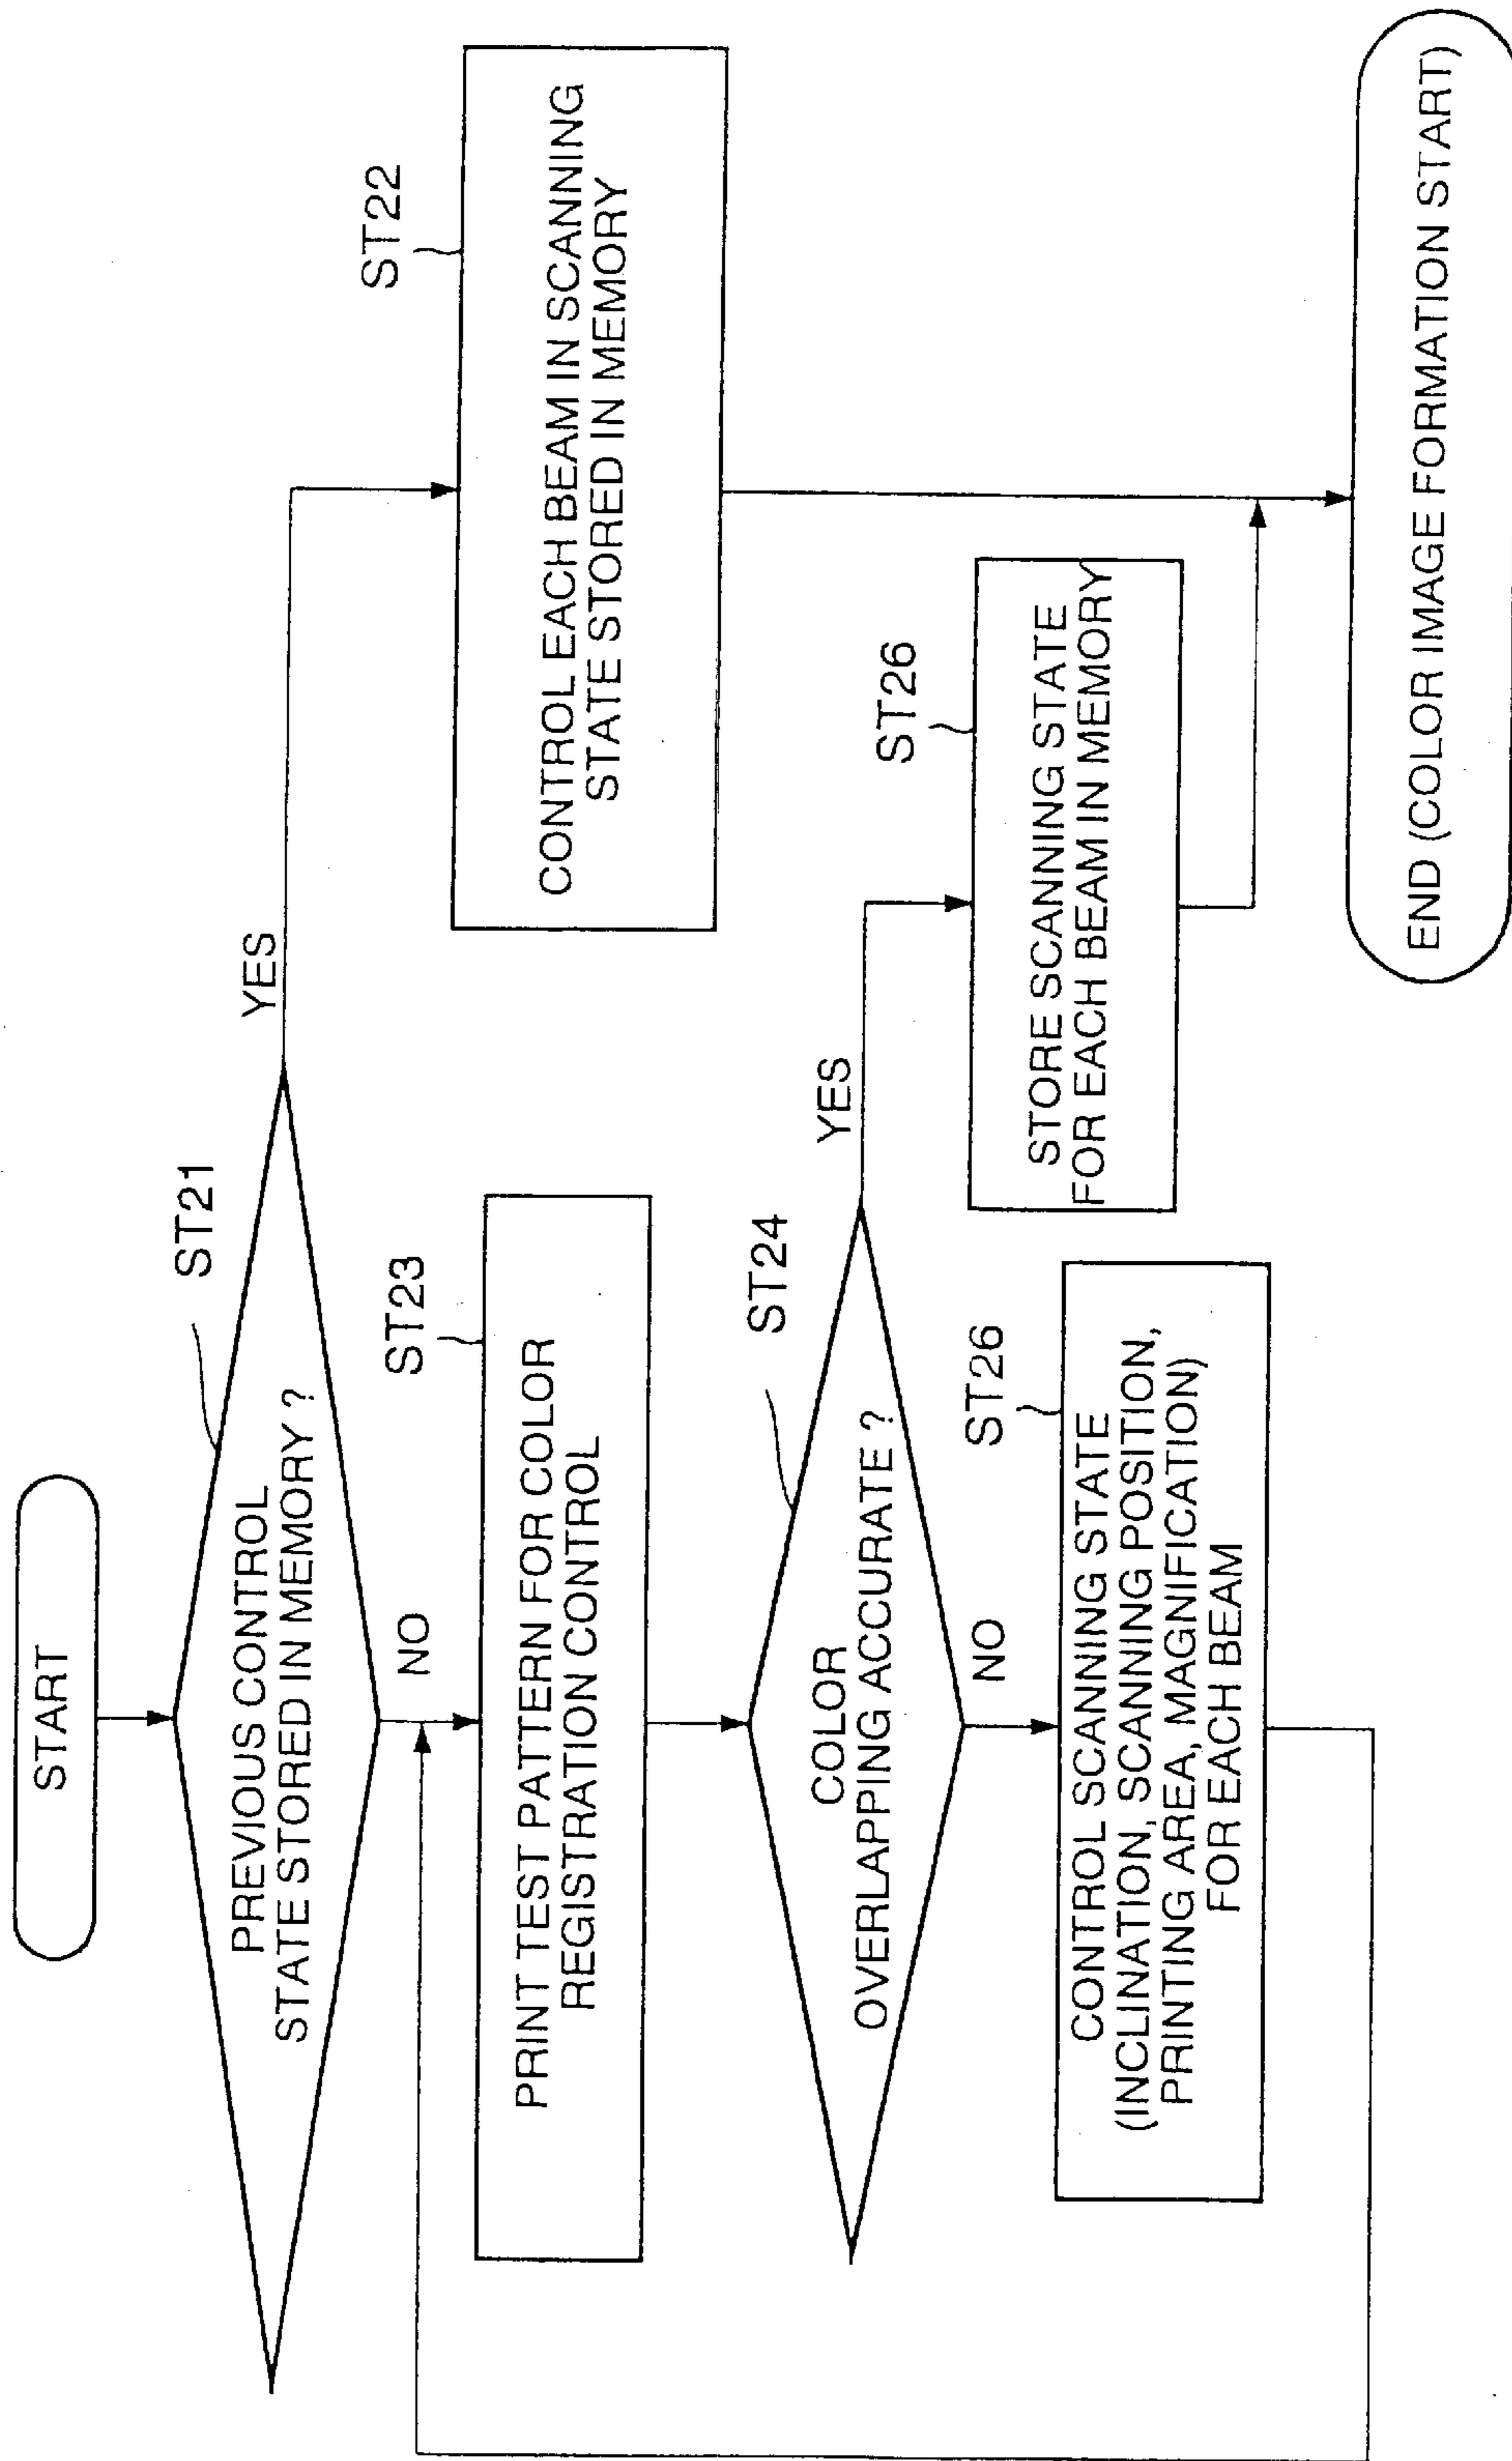 START
ST21
PREVIOUS CONTROL
STATE STORED IN MEMORY ?
YES
NO
ST22
CONTROL EACH BEAM IN SCANNING
STATE STORED IN MEMORY
ST23
PRINT TEST PATTERN FOR COLOR
REGISTRATION CONTROL
ST24
COLOR
OVERLAPPING ACCURATE ?
YES
NO
ST26
STORE SCANNING STATE
FOR EACH BEAM IN MEMORY
ST26
CONTROL SCANNING STATE
(INCLINATION, SCANNING POSITION,
PRINTING AREA, MAGNIFICATION)
FOR EACH BEAM
END (COLOR IMAGE FORMATION START)